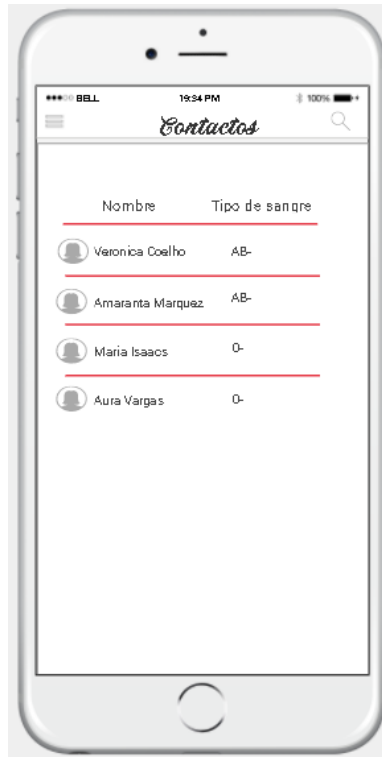 BELL 19:34 PM 100%
Contactos
Nombre Tipo de sangre
Veronica Coelho AB-
Amaranta Marquez AB-
Maria Isaacs O-
Aura Vargas O-